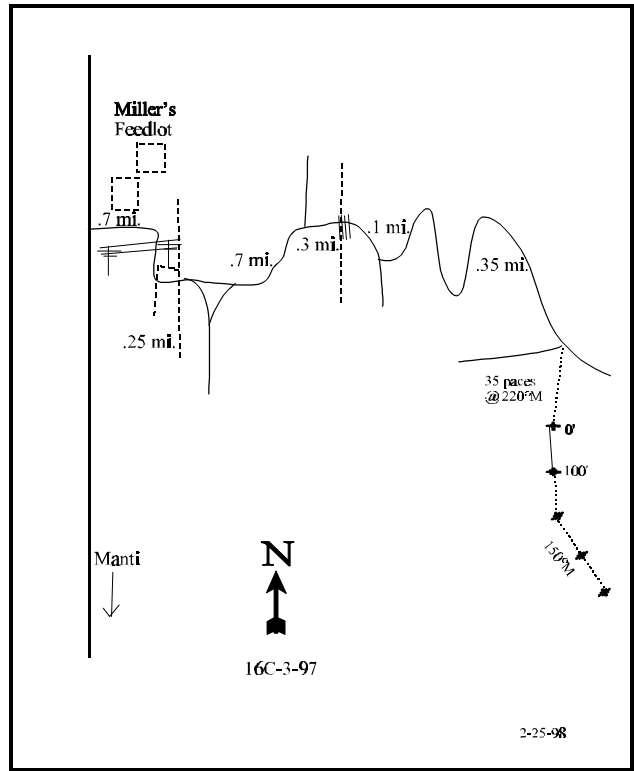 Miller's
Feedlot
.7 mi.
.7 mi.
.3 mi.
.1 mi.
.35 mi.
.25 mi.
35 paces
@220°M
0'
100'
150°M
Manti
N
16C-3-97
2-25-98